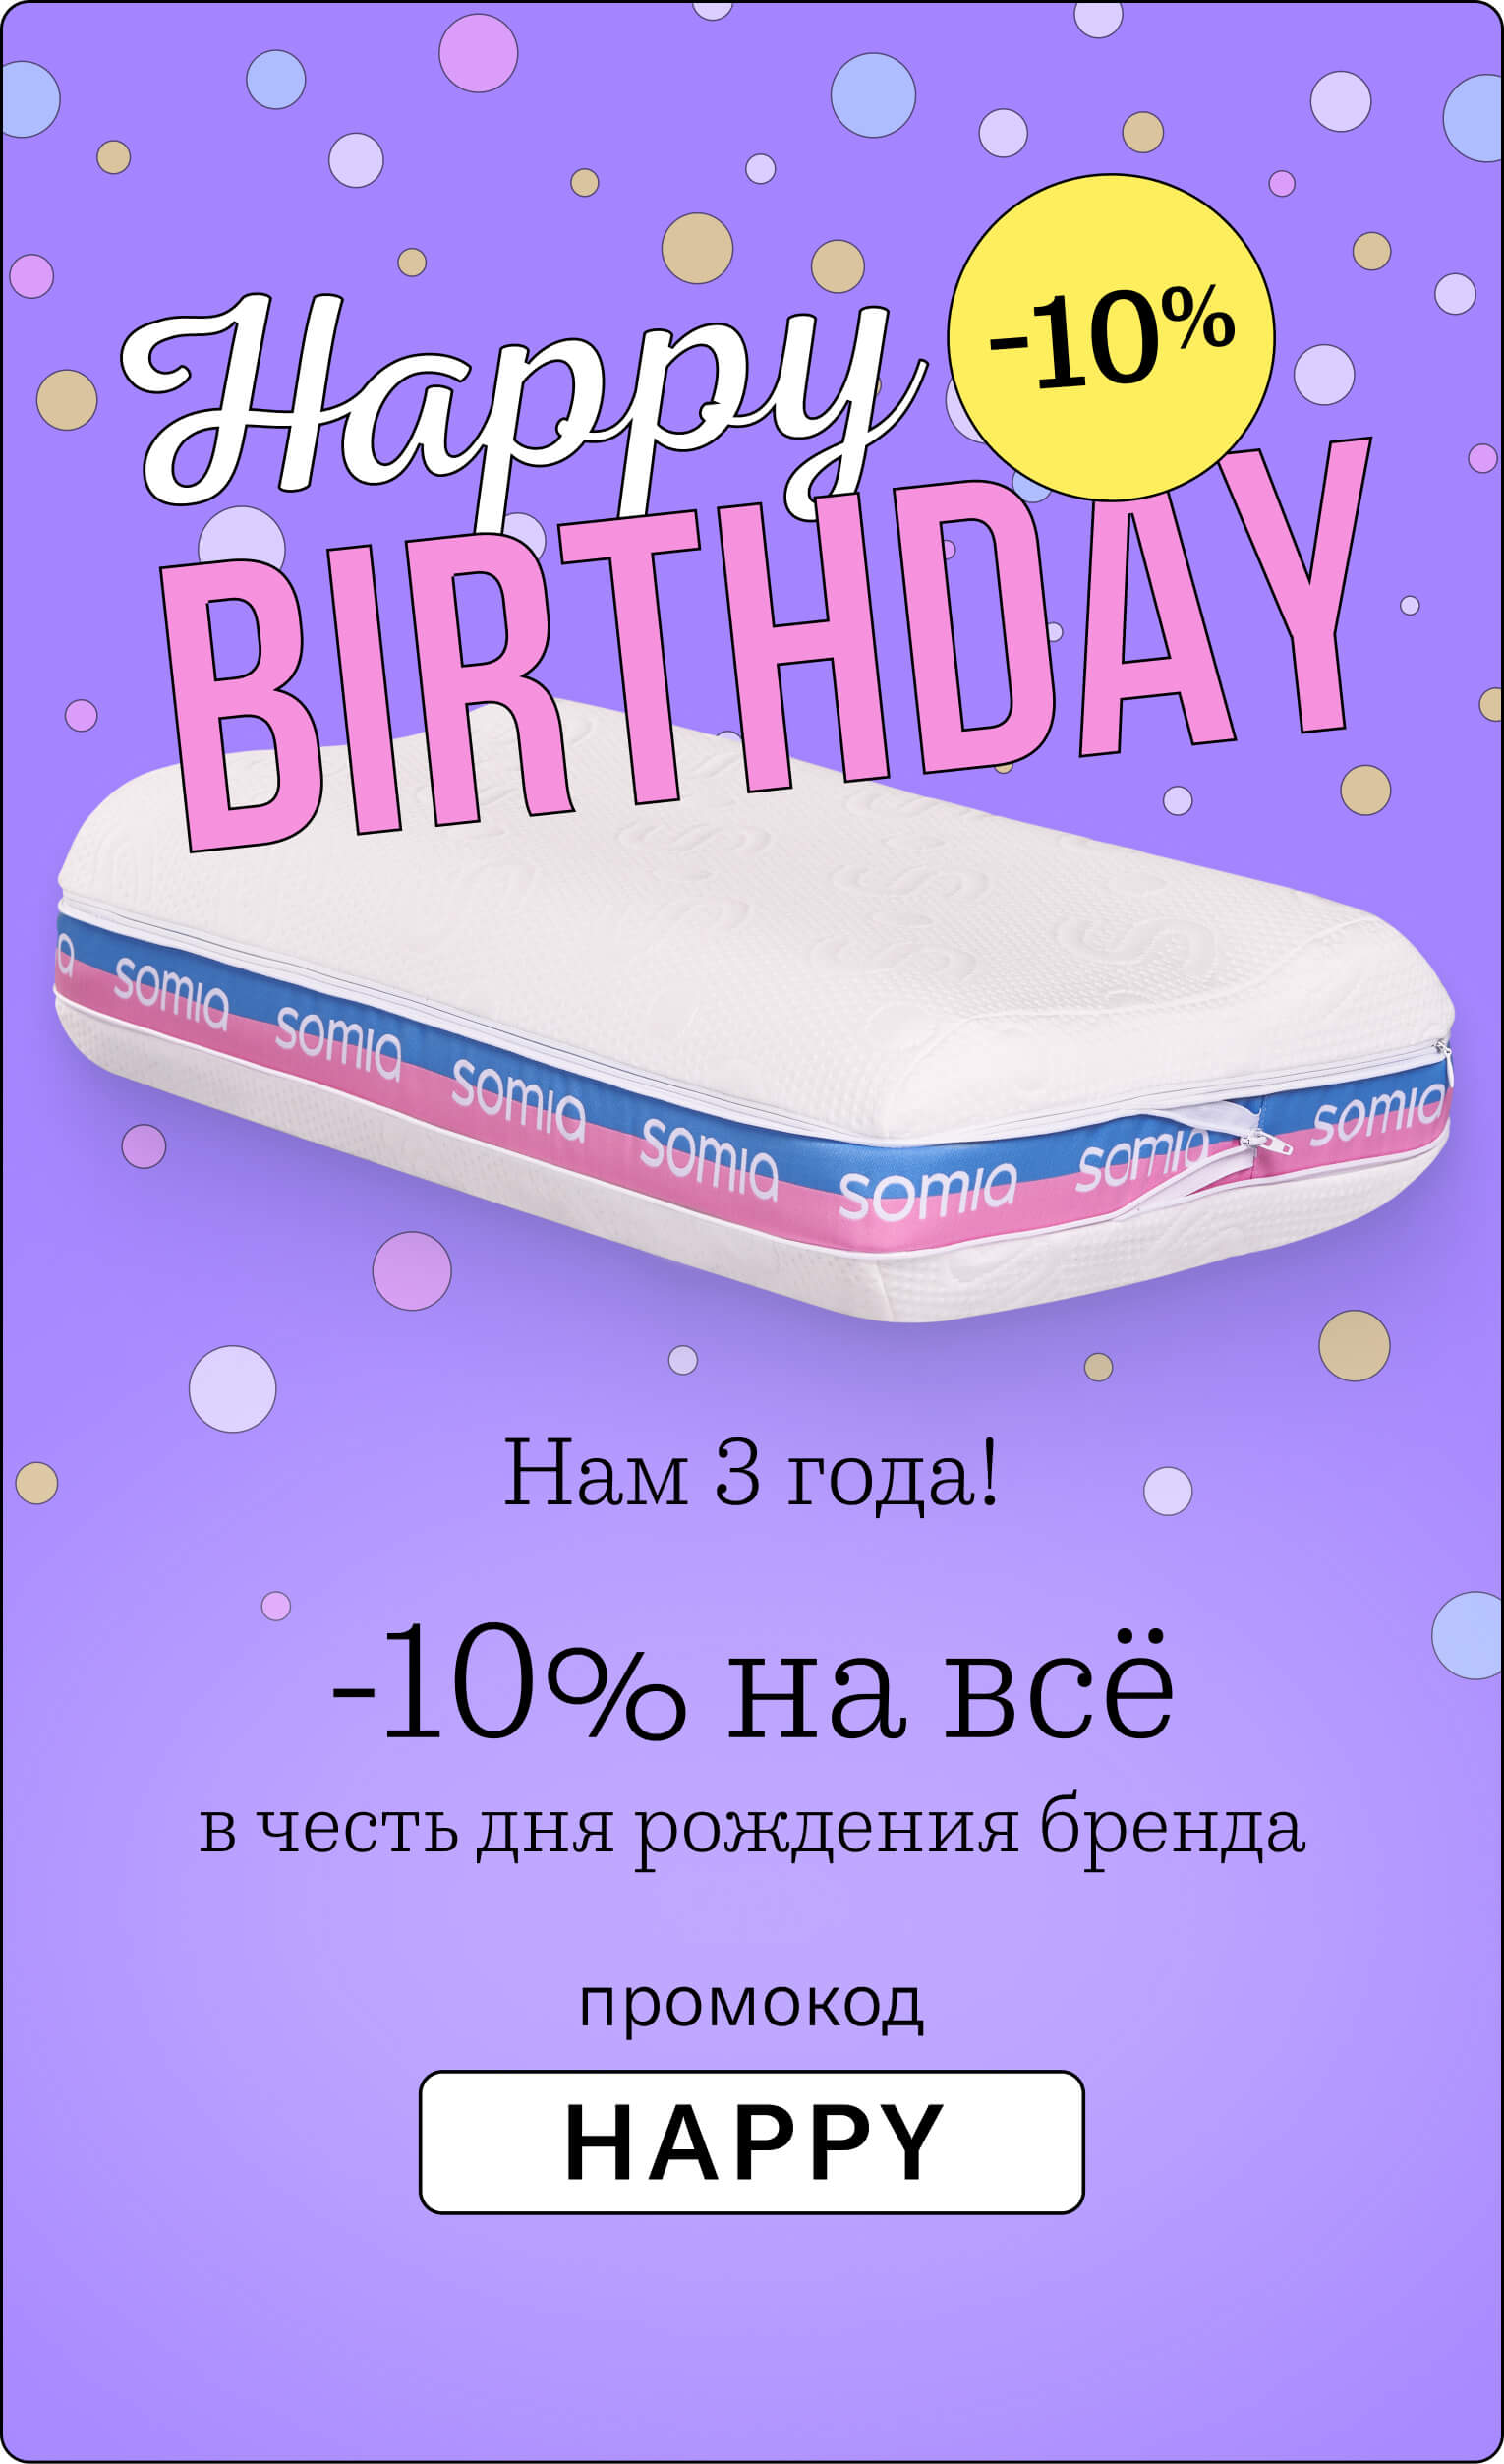 Happy
-10%
BIRTHDAY
somia somia somia somia somia somia somia
Нам 3 года!
-10% на всё
в честь дня рождения бренда
промокод
HAPPY